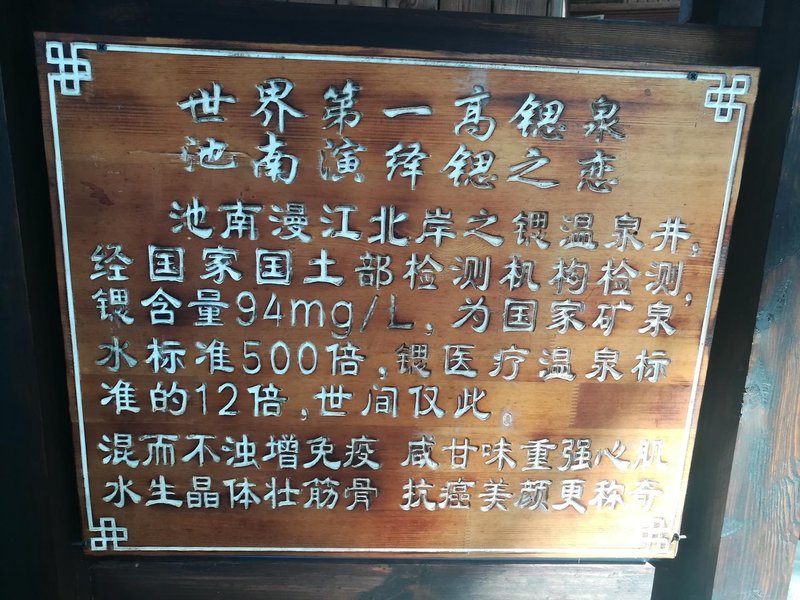 世界第一高锶泉
池南演绎锶之恋
池南漫江北岸之锶温泉井,
经国家国土部检测机构检测,
锶含量94mg/L,为国家矿泉
水标准500倍,锶医疗温泉标
准的12倍,世间仅此。
混而不浊增免疫 咸甘味重强心肌
水生晶体壮筋骨 抗癌美颜更称奇